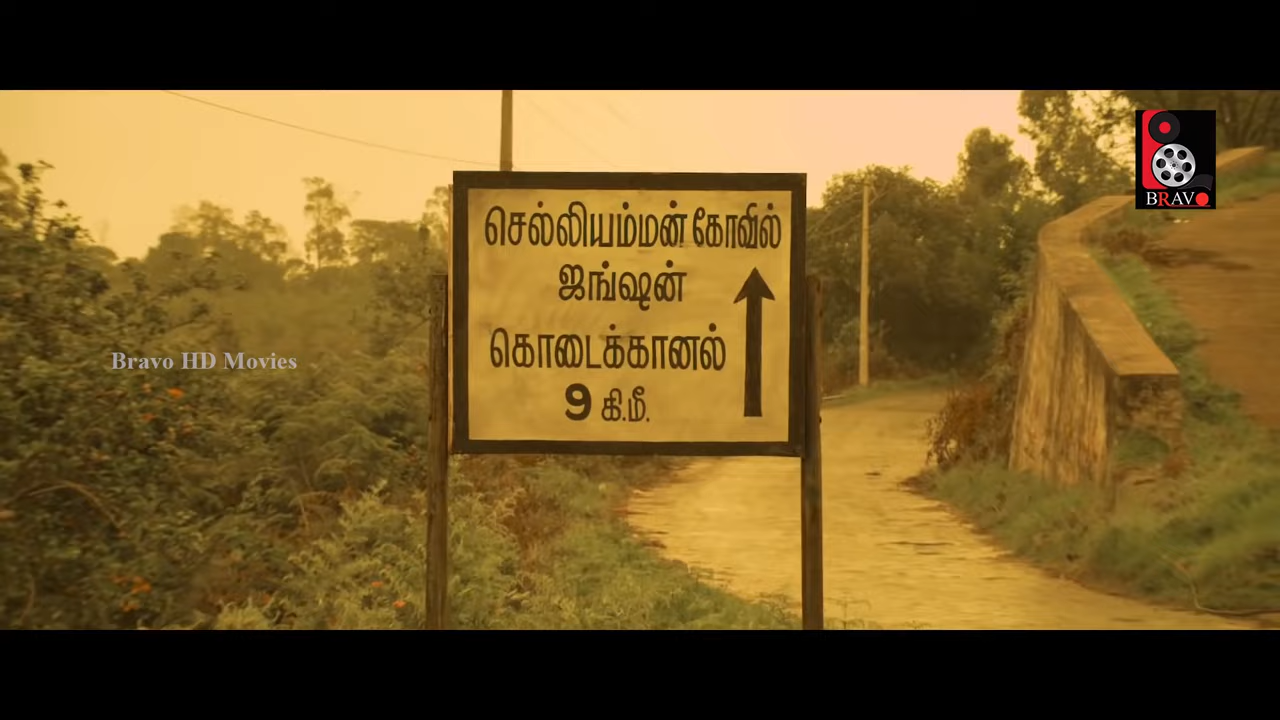 செல்லியம்மன் கோவில்
ஜங்ஷன்
கொடைக்கானல்
9 கி.மீ.
Bravo HD Movies
BRAVO